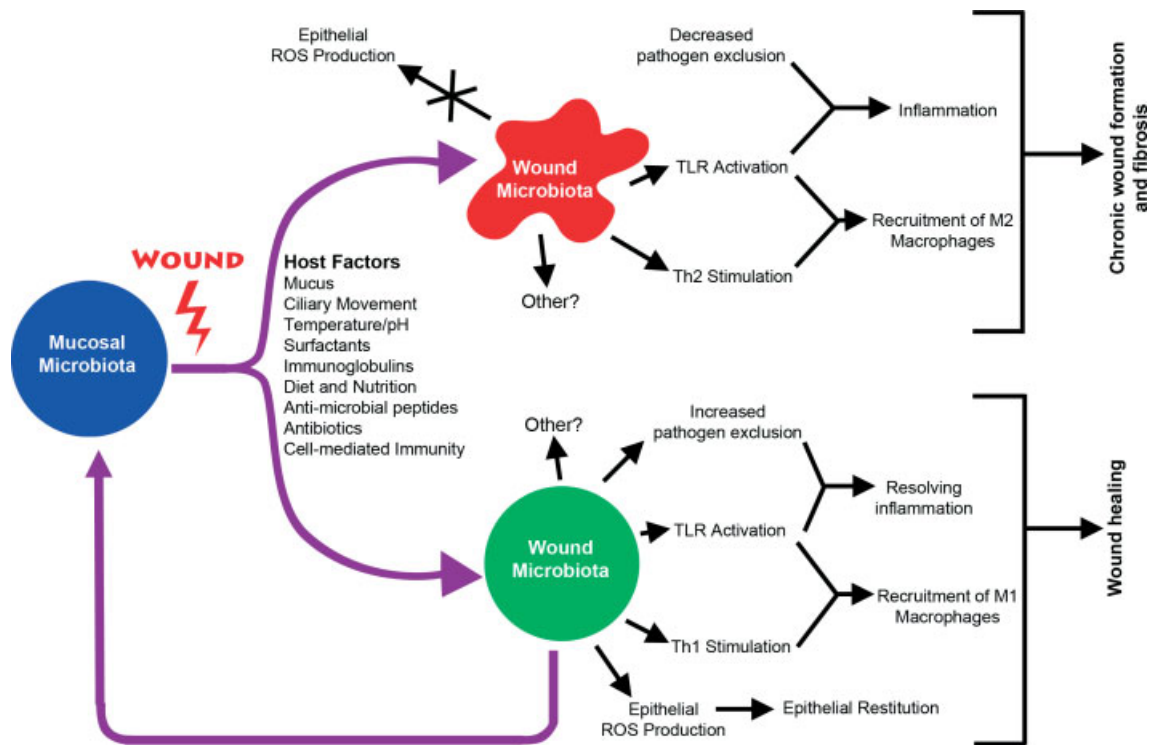 Epithelial
ROS Production
Decreased
pathogen exclusion
Inflammation
Wound
Microbiota
TLR Activation
Recruitment of M2
Macrophages
Th2 Stimulation
Other?
Chronic wound formation
and fibrosis
WOUND
Host Factors
Mucus
Ciliary Movement
Temperature/pH
Surfactants
Immunoglobulins
Diet and Nutrition
Anti-microbial peptides
Antibiotics
Cell-mediated Immunity
Mucosal
Microbiota
Other?
Increased
pathogen exclusion
Resolving
inflammation
TLR Activation
Wound
Microbiota
Recruitment of M1
Macrophages
Th1 Stimulation
Epithelial
ROS Production
Epithelial Restitution
Wound healing